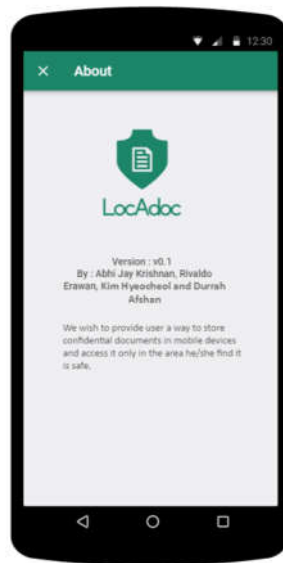 12:30
× About
LocAdoc
Version : v0.1
By : Abhi Jay Krishnan, Rivaldo
Erawan, Kim Hyeocheol and Durrah
Afshan
We wish to provide user a way to store
confidential documents in mobile devices
and access it only in the area he/she find it
is safe.